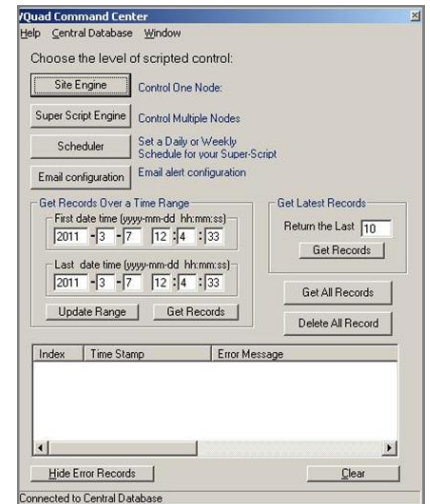 VQuad Command Center
Help Central Database Window
Choose the level of scripted control:
Site Engine Control One Node:
Super Script Engine Control Multiple Nodes
Scheduler Set a Daily or Weekly
Schedule for your Super-Script
Email configuration Email alert configuration
Get Records Over a Time Range
First date time (yyyy-mm-dd hh:mm:ss)
2011 - 3 - 7 12 : 4 : 33
Last date time (yyyy-mm-dd hh:mm:ss)
2011 - 3 - 7 12 : 4 : 33
Update Range Get Records
Get Latest Records
Return the Last 10
Get Records
Get All Records
Delete All Record
Index Time Stamp Error Message
Hide Error Records Clear
Connected to Central Database